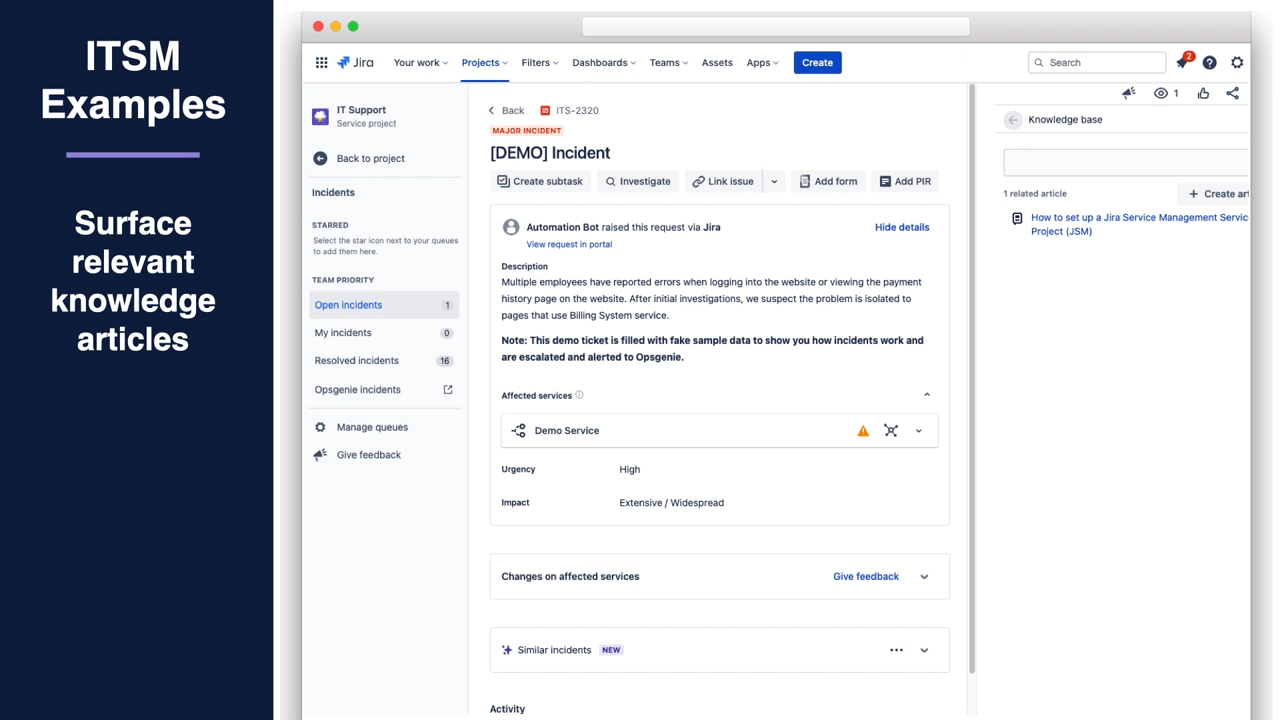 ITSM
Examples
Surface
relevant
knowledge
articles
Jira
Your work
Projects
Filters
Dashboards
Teams
Assets
Apps
Create
Search
2
IT Support
Service project
Back to project
Incidents
STARRED
Select the star icon next to your queues
to add them here.
TEAM PRIORITY
Open incidents 1
My incidents 0
Resolved incidents 16
Opsgenie incidents
Manage queues
Give feedback
Back ITS-2320
MAJOR INCIDENT
[DEMO] Incident
Create subtask Investigate Link issue Add form Add PIR
Automation Bot raised this request via Jira Hide details
View request in portal
Description
Multiple employees have reported errors when logging into the website or viewing the payment
history page on the website. After initial investigations, we suspect the problem is isolated to
pages that use Billing System service.
Note: This demo ticket is filled with fake sample data to show you how incidents work and
are escalated and alerted to Opsgenie.
Affected services
Demo Service
Urgency High
Impact Extensive / Widespread
Changes on affected services Give feedback
Similar incidents NEW
Activity
1
Knowledge base
1 related article
+ Create art
How to set up a Jira Service Management Servic
Project (JSM)